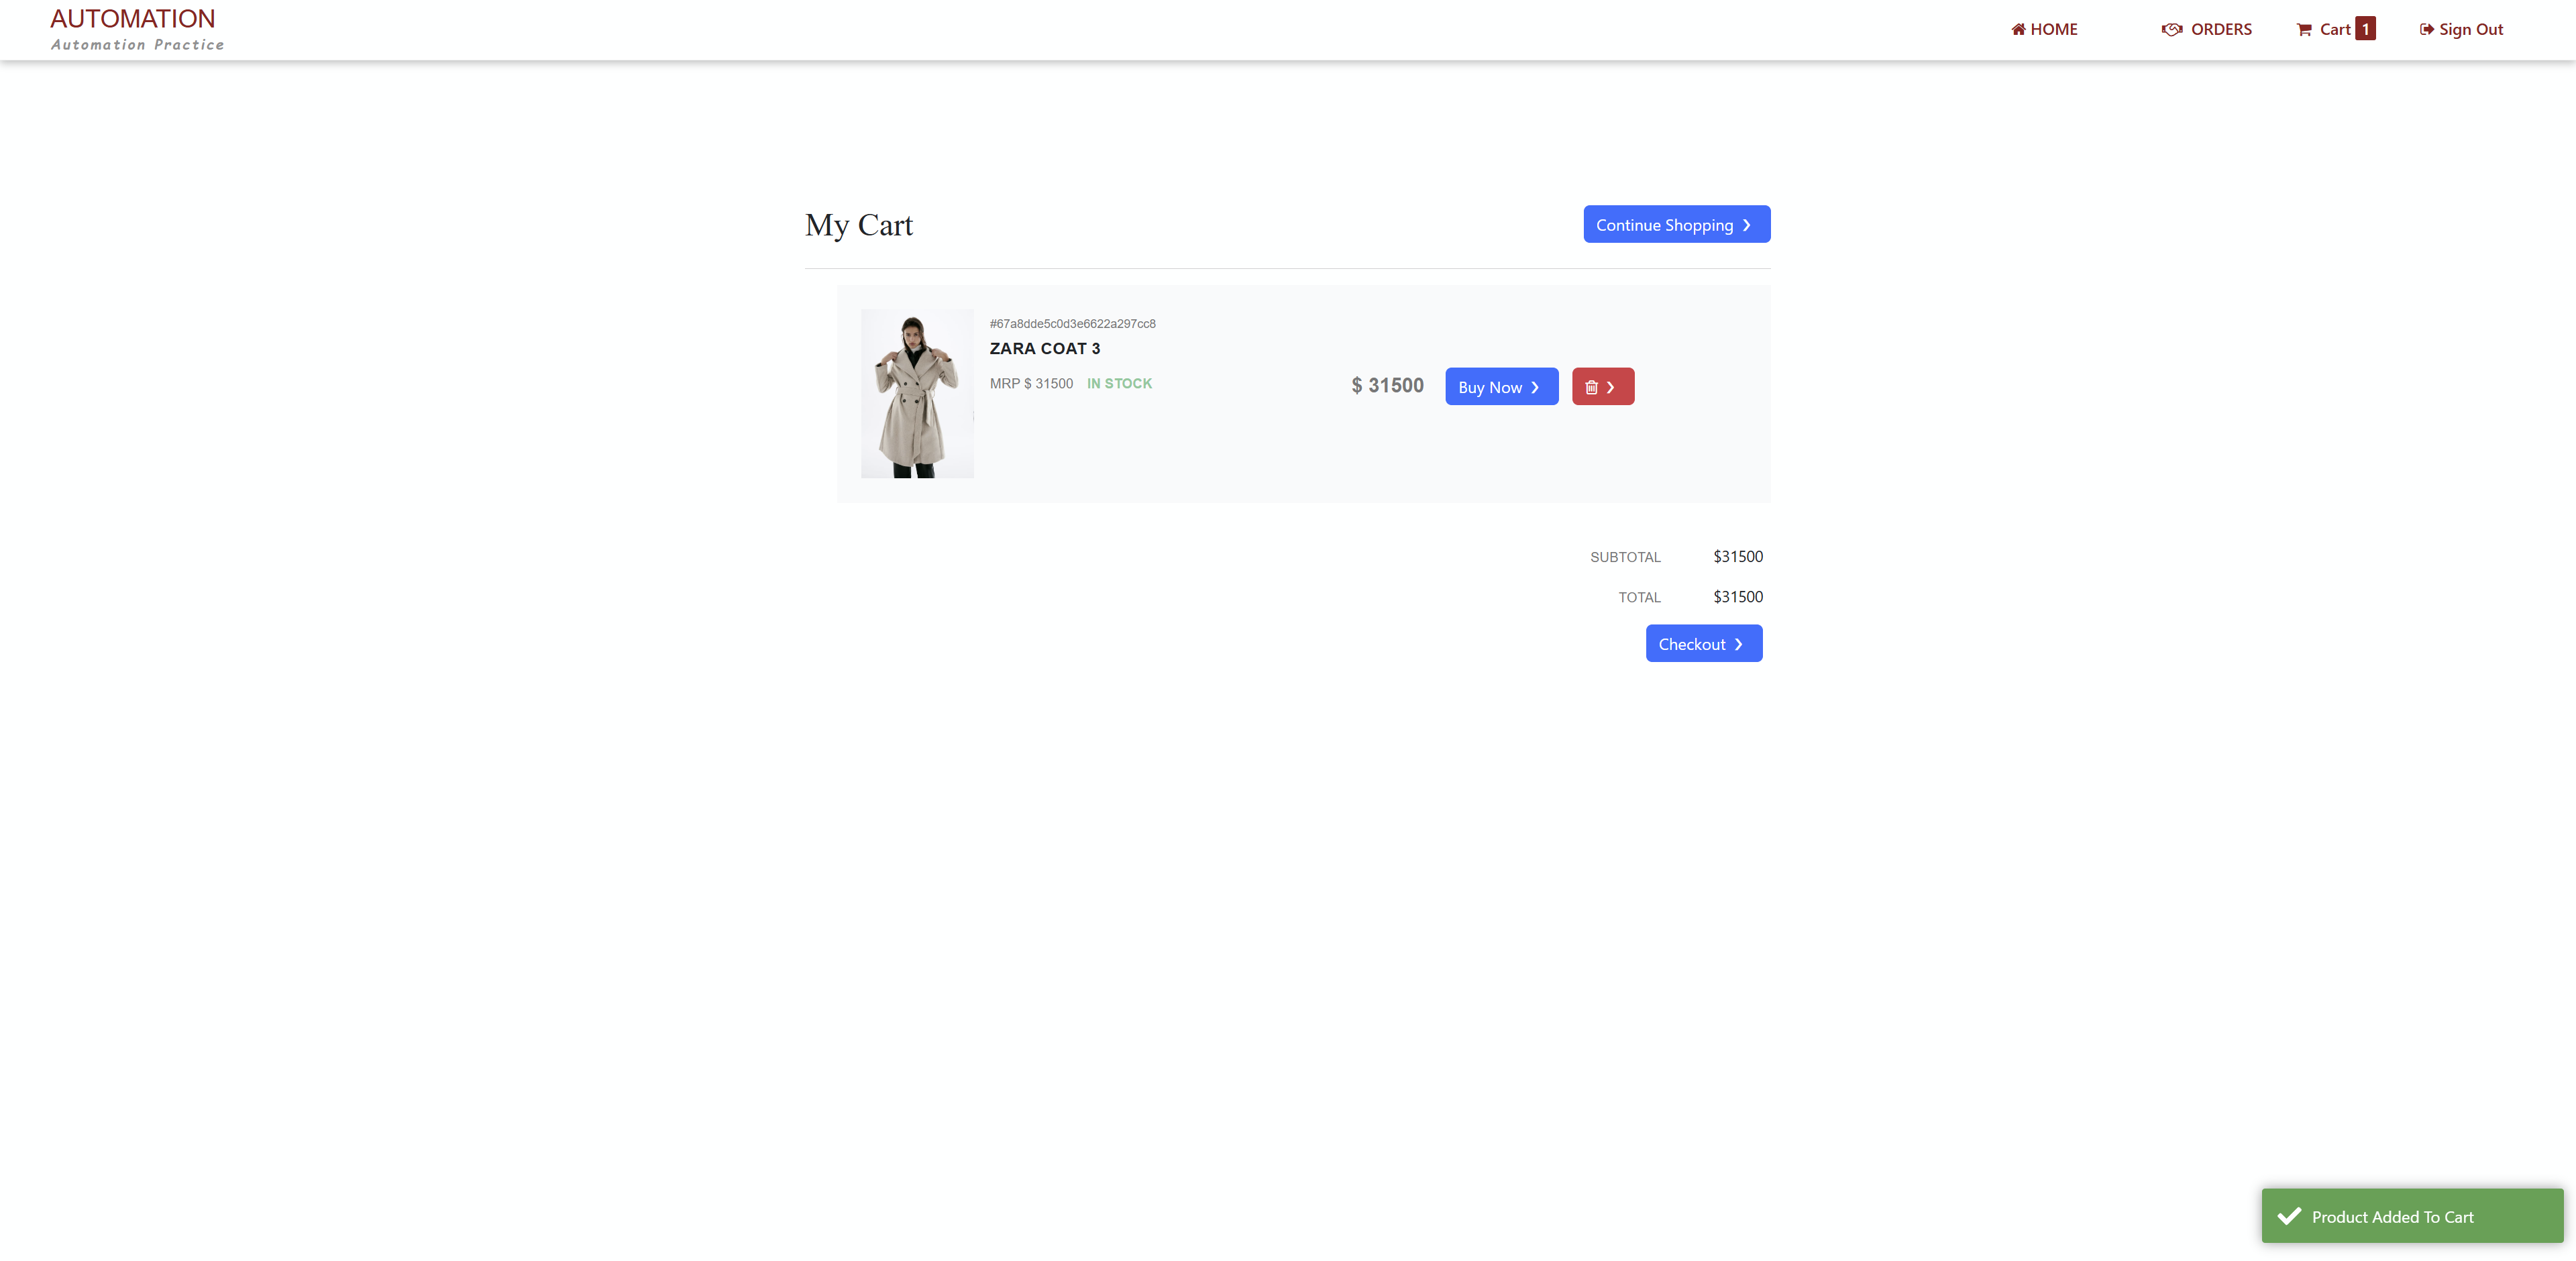 AUTOMATION
Automation Practice
HOME
ORDERS
Cart 1
Sign Out
My Cart
Continue Shopping
#67a8dde5c0d3e6622a297cc8
ZARA COAT 3
MRP $ 31500 IN STOCK
$ 31500
Buy Now
SUBTOTAL $31500
TOTAL $31500
Checkout
Product Added To Cart